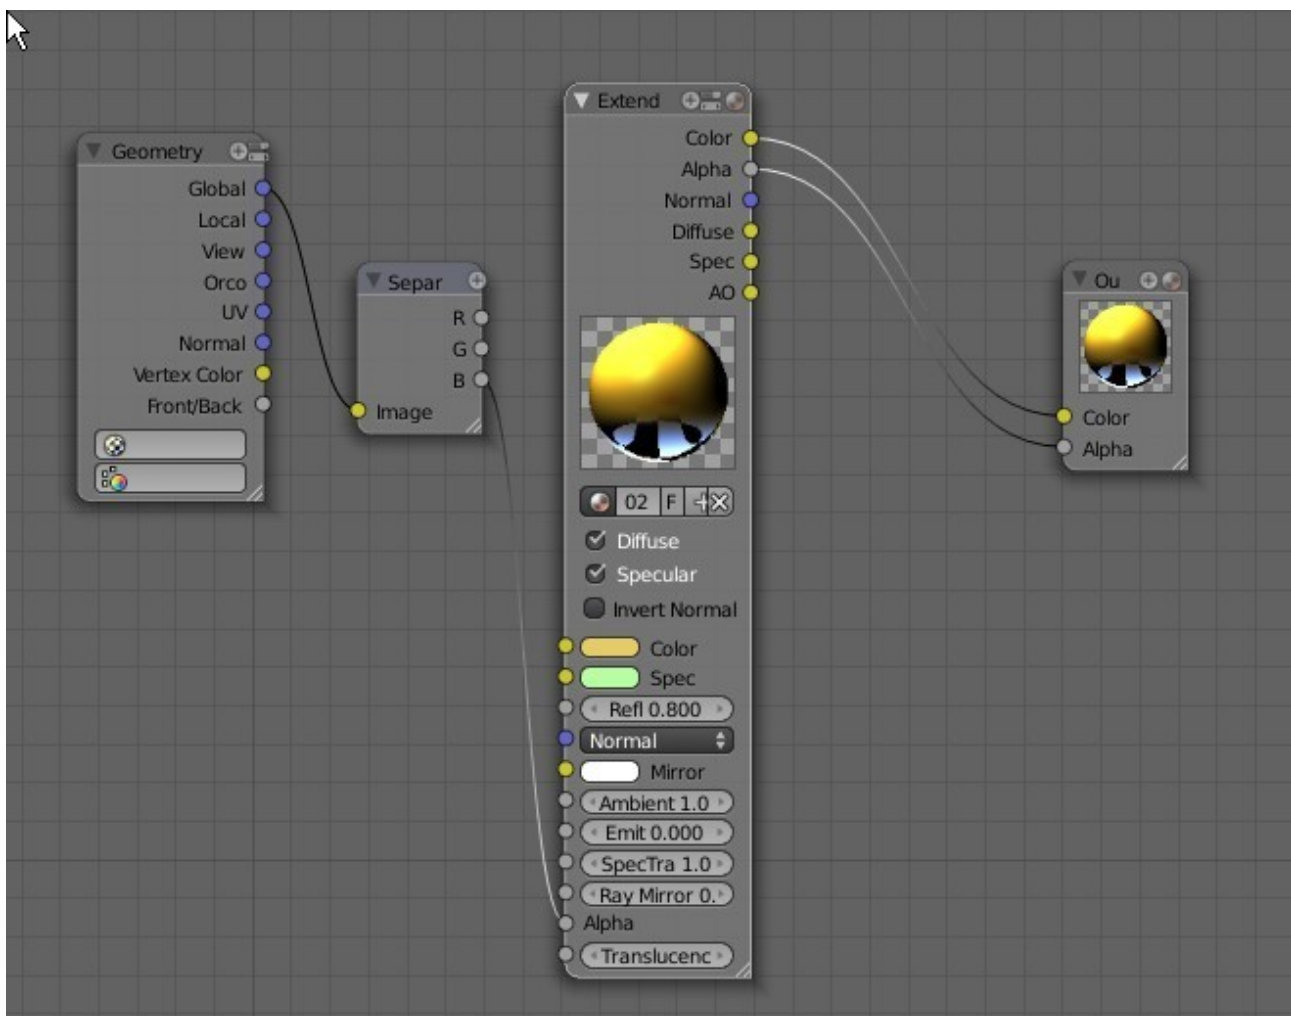 Geometry
Global
Local
View
Orco
UV
Normal
Vertex Color
Front/Back
Separ
R
G
B
Image
Extend
Color
Alpha
Normal
Diffuse
Spec
AO
02 F
Diffuse
Specular
Invert Normal
Color
Spec
Refl 0.800
Normal
Mirror
Ambient 1.0
Emit 0.000
SpecTra 1.0
Ray Mirror 0.
Alpha
Translucenc
Ou
Color
Alpha